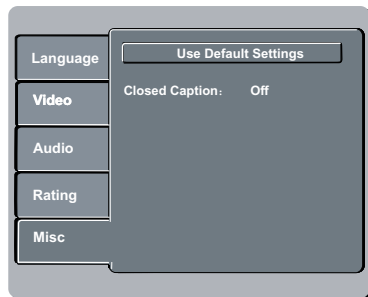 Language
Video
Audio
Rating
Misc
Use Default Settings
Closed Caption: Off